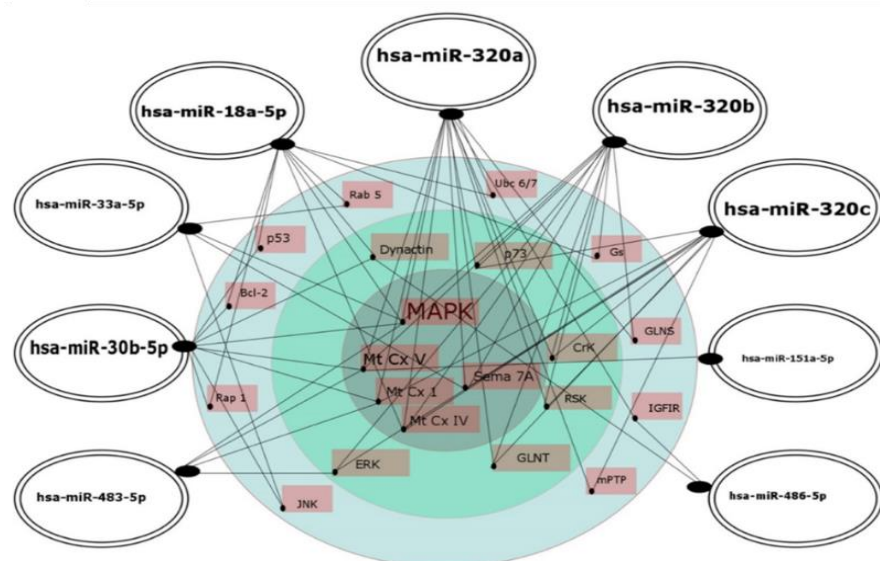 hsa-miR-320a
hsa-miR-18a-5p
hsa-miR-320b
hsa-miR-33a-5p
hsa-miR-320c
Rab 5
Ubc 6/7
p53
Dynactin
p73
Gs
Bcl-2
MAPK
GLNS
hsa-miR-30b-5p
Mt Cx V
CrK
hsa-miR-151a-5p
Sema 7A
Rap 1
Mt Cx 1
RSK
IGFIR
Mt Cx IV
ERK
GLNT
mPTP
hsa-miR-483-5p
hsa-miR-486-5p
JNK